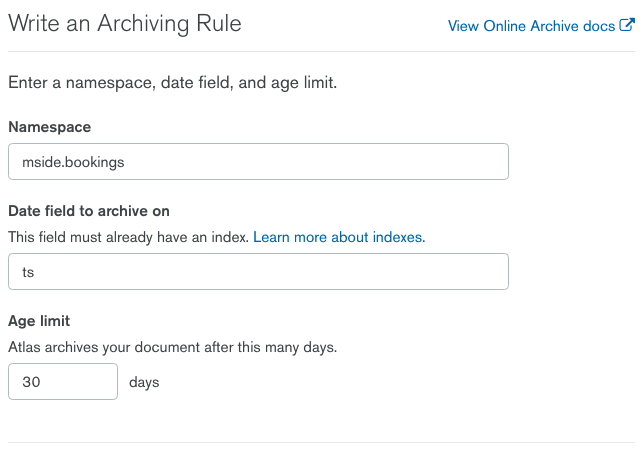 Write an Archiving Rule
View Online Archive docs
Enter a namespace, date field, and age limit.
Namespace
mside.bookings
Date field to archive on
This field must already have an index. Learn more about indexes.
ts
Age limit
Atlas archives your document after this many days.
30 days